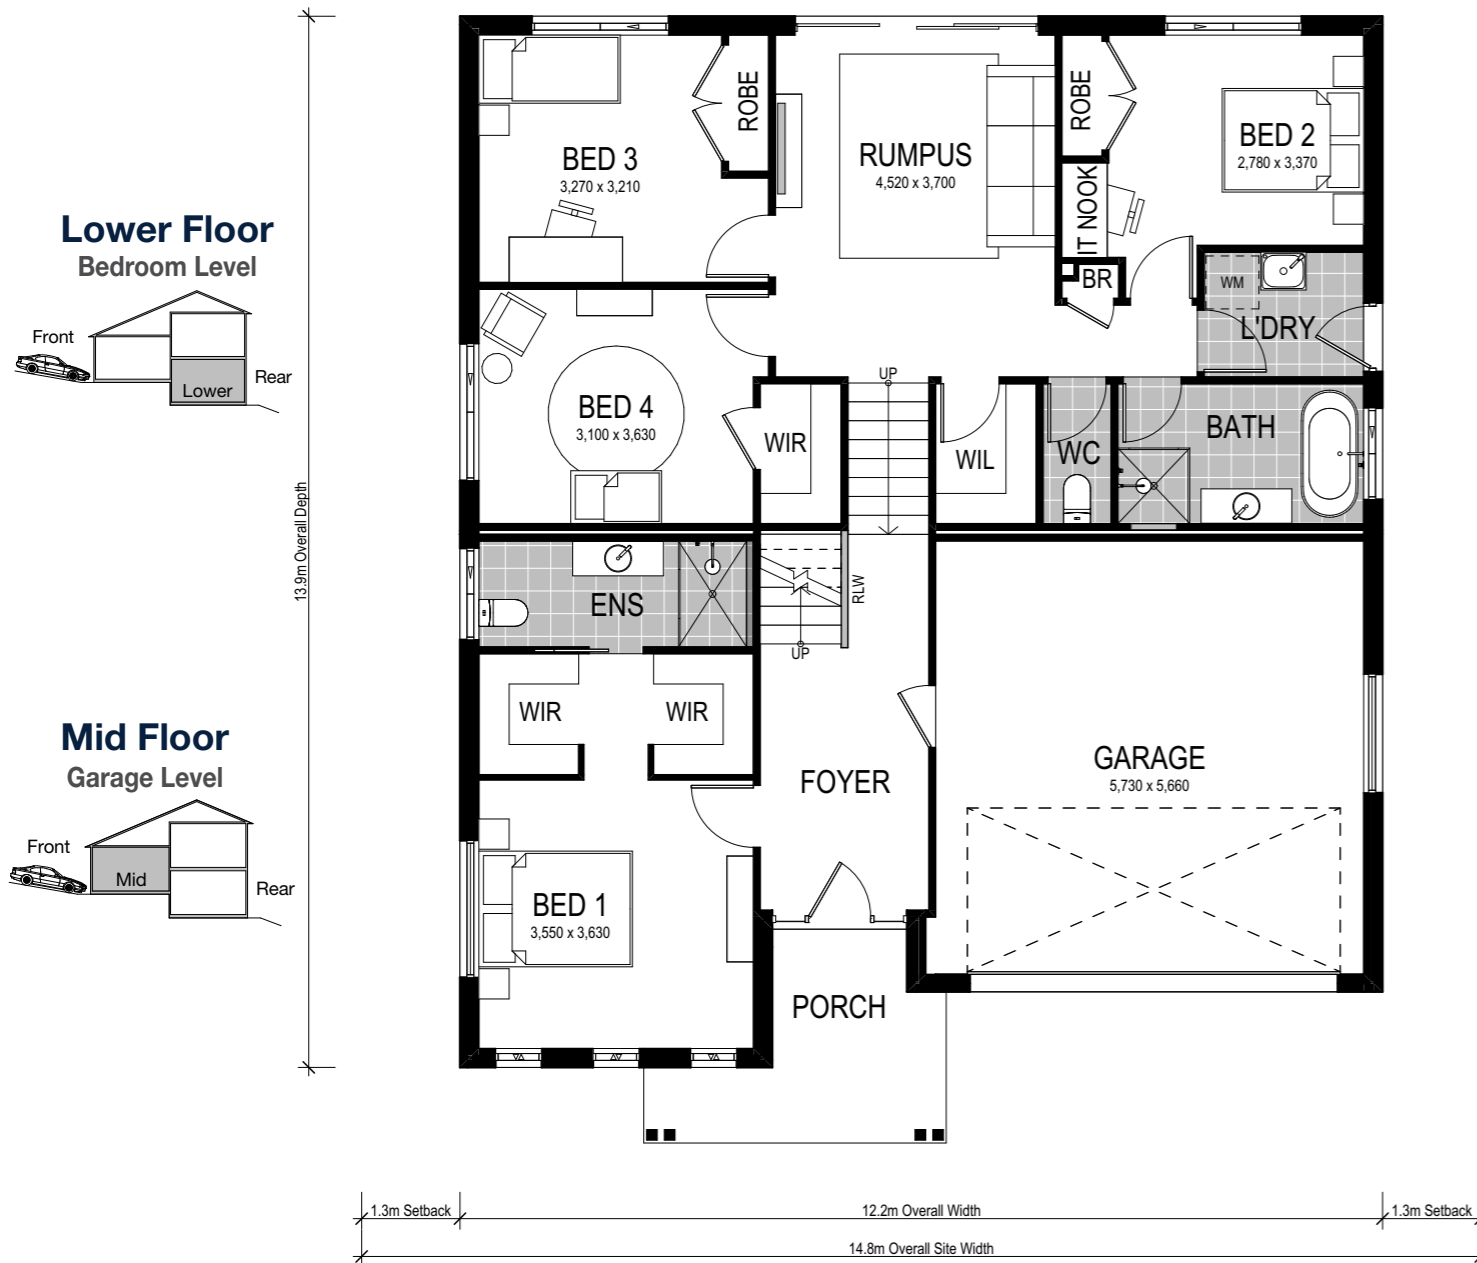 Lower Floor
Bedroom Level
Front
Lower
Rear
Mid Floor
Garage Level
Front
Mid
Rear
13.9m Overall Depth
BED 3
3,270 x 3,210
ROBE
RUMPUS
4,520 x 3,700
ROBE
BED 2
2,780 x 3,370
IT NOOK
BR
WM
L'DRY
BED 4
3,100 x 3,630
WIR
UP
WIL
WC
BATH
ENS
RLW
UP
WIR
WIR
FOYER
GARAGE
5,730 x 5,660
BED 1
3,550 x 3,630
PORCH
1.3m Setback
12.2m Overall Width
1.3m Setback
14.8m Overall Site Width